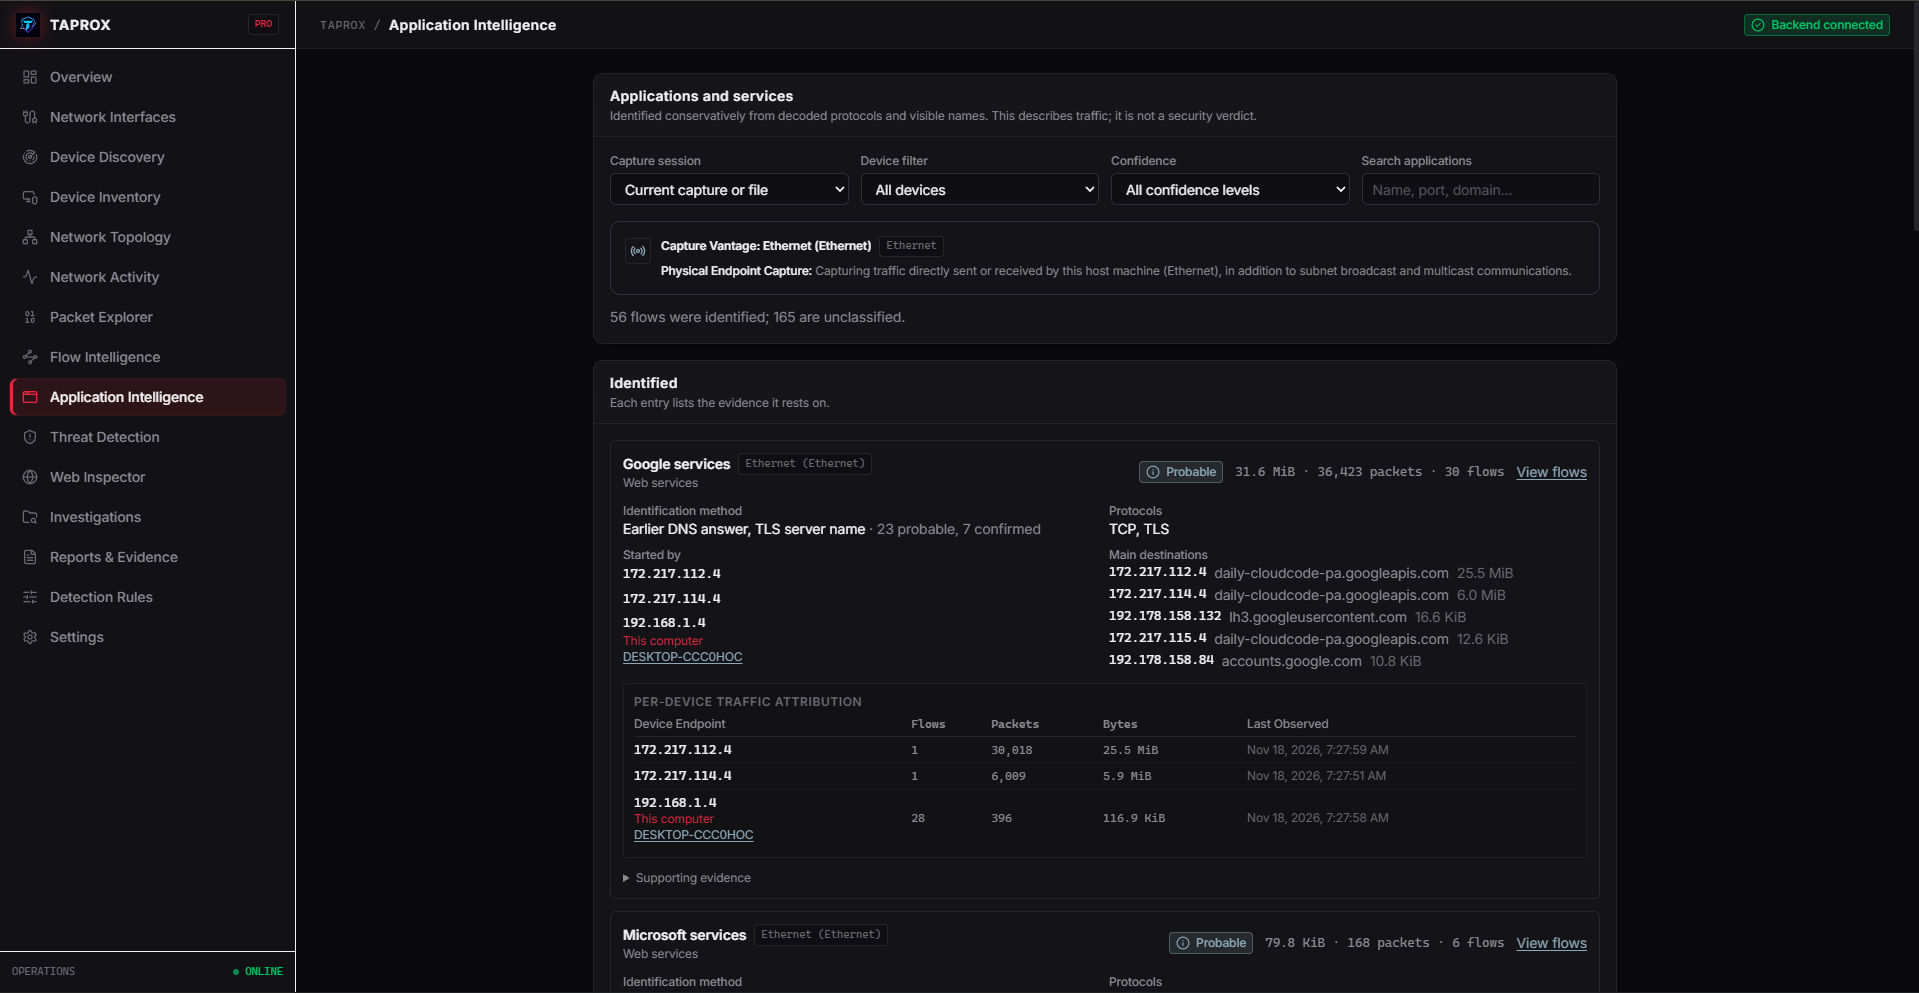 TAPROX PRO
TAPROX / Application Intelligence
Backend connected
Overview
Network Interfaces
Device Discovery
Device Inventory
Network Topology
Network Activity
Packet Explorer
Flow Intelligence
Application Intelligence
Threat Detection
Web Inspector
Investigations
Reports & Evidence
Detection Rules
Settings
OPERATIONS ONLINE
Applications and services
Identified conservatively from decoded protocols and visible names. This describes traffic; it is not a security verdict.
Capture session Device filter Confidence Search applications
Current capture or file All devices All confidence levels Name, port, domain...
Capture Vantage: Ethernet (Ethernet) Ethernet
Physical Endpoint Capture: Capturing traffic directly sent or received by this host machine (Ethernet), in addition to subnet broadcast and multicast communications.
56 flows were identified; 165 are unclassified.
Identified
Each entry lists the evidence it rests on.
Google services Ethernet (Ethernet)
Web services
Probable 31.6 MiB · 36,423 packets · 30 flows View flows
Identification method
Earlier DNS answer, TLS server name · 23 probable, 7 confirmed
Protocols
TCP, TLS
Started by
172.217.112.4
172.217.114.4
192.168.1.4
This computer
DESKTOP-CCC0HOC
Main destinations
172.217.112.4 daily-cloudcode-pa.googleapis.com 25.5 MiB
172.217.114.4 daily-cloudcode-pa.googleapis.com 6.0 MiB
192.178.158.132 lh3.googleusercontent.com 16.6 KiB
172.217.115.4 daily-cloudcode-pa.googleapis.com 12.6 KiB
192.178.158.84 accounts.google.com 10.8 KiB
PER-DEVICE TRAFFIC ATTRIBUTION
Device Endpoint Flows Packets Bytes Last Observed
172.217.112.4 1 30,018 25.5 MiB Nov 18, 2026, 7:27:59 AM
172.217.114.4 1 6,009 5.9 MiB Nov 18, 2026, 7:27:51 AM
192.168.1.4
This computer 28 396 116.9 KiB Nov 18, 2026, 7:27:58 AM
DESKTOP-CCC0HOC
Supporting evidence
Microsoft services Ethernet (Ethernet)
Web services
Probable 79.8 KiB · 168 packets · 6 flows View flows
Identification method Protocols